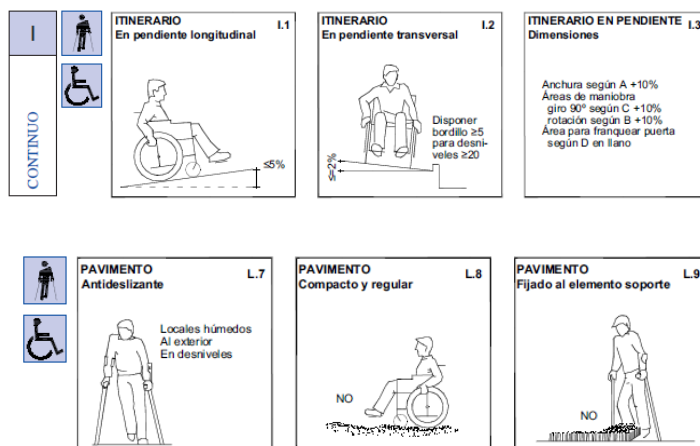 I
CONTINUO
ITINERARIO I.1
En pendiente longitudinal
≤5%
ITINERARIO I.2
En pendiente transversal
Disponer
bordillo ≥5
para desni-
veles ≥20
≤=2%
ITINERARIO EN PENDIENTE I.3
Dimensiones
Anchura según A +10%
Áreas de maniobra
giro 90º según C +10%
rotación según B +10%
Área para franquear puerta
según D en llano
PAVIMENTO L.7
Antideslizante
Locales húmedos
Al exterior
En desniveles
PAVIMENTO L.8
Compacto y regular
NO
PAVIMENTO L.9
Fijado al elemento soporte
NO